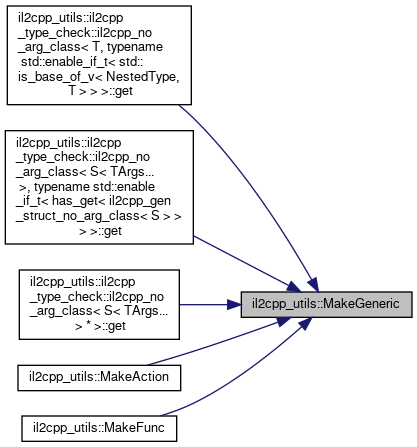 il2cpp_utils::il2cpp
_type_check::il2cpp_no
_arg_class< T, typename
std::enable_if_t< std::
is_base_of_v< NestedType,
T > > >::get
il2cpp_utils::il2cpp
_type_check::il2cpp_no
_arg_class< S< TArgs...
>, typename std::enable
_if_t< has_get< il2cpp_gen
_struct_no_arg_class< S > >
> >::get
il2cpp_utils::il2cpp
_type_check::il2cpp_no
_arg_class< S< TArgs...
> * >::get
il2cpp_utils::MakeGeneric
il2cpp_utils::MakeAction
il2cpp_utils::MakeFunc